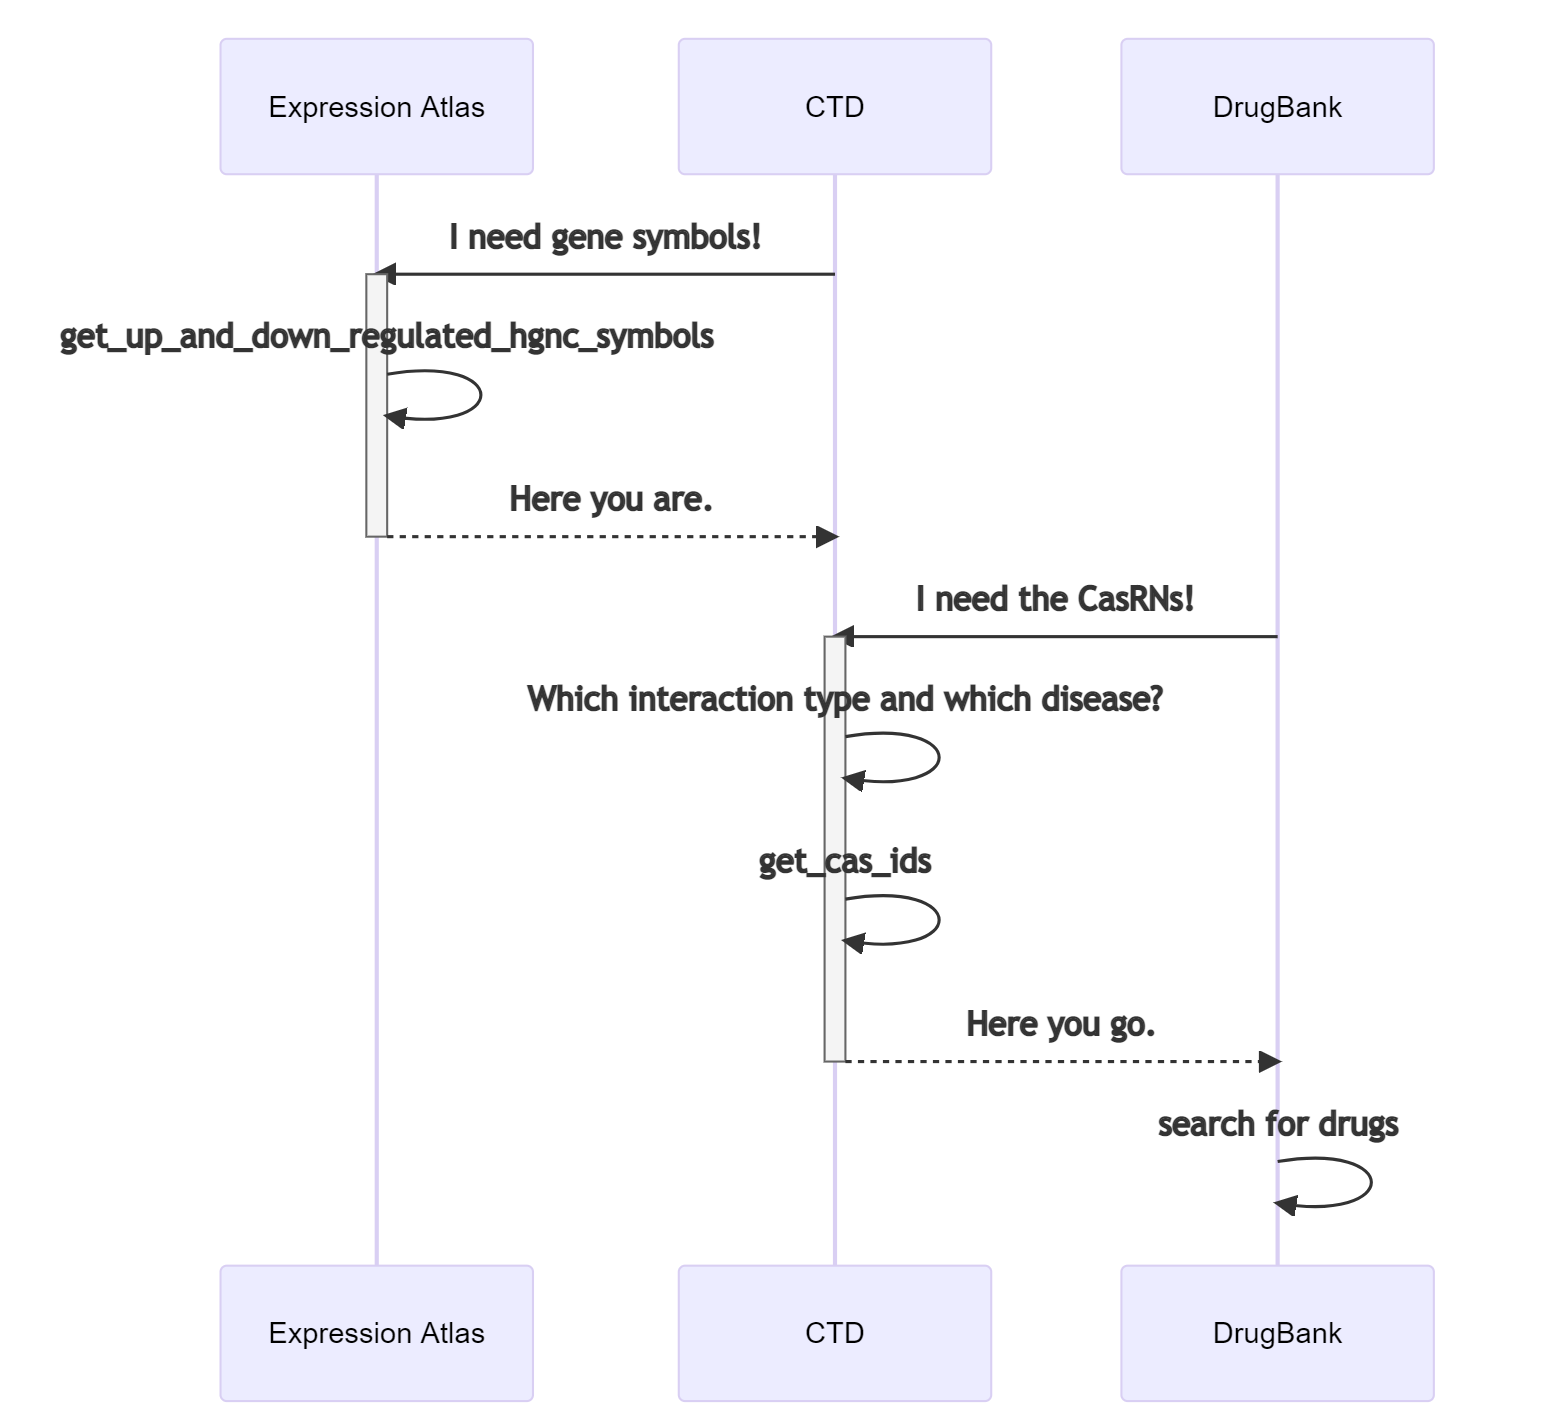 Expression Atlas
CTD
DrugBank
I need gene symbols!
get_up_and_down_regulated_hgnc_symbols
Here you are.
I need the CasRNs!
Which interaction type and which disease?
get_cas_ids
Here you go.
search for drugs
Expression Atlas
CTD
DrugBank